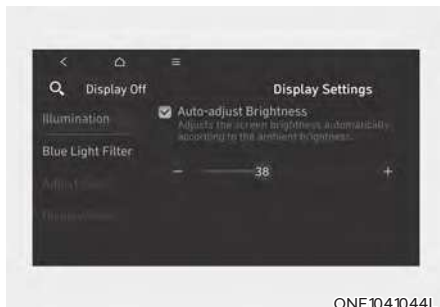 Display Off
Display Settings
Illumination
Auto-adjust Brightness
Adjusts the screen brightness automatically
according to the ambient brightness.
Blue Light Filter
- 38 +
ONE1041044L